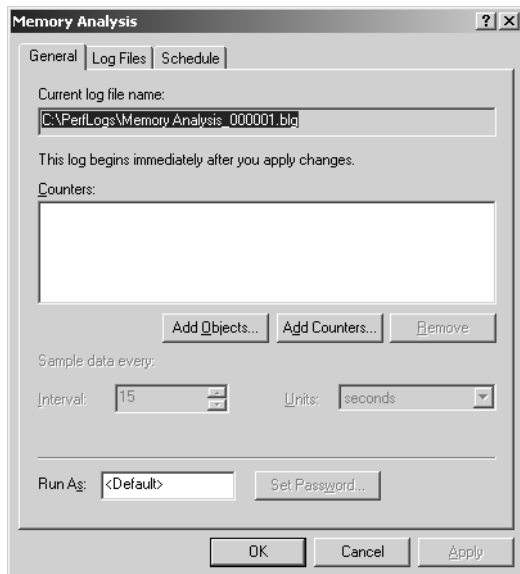 Memory Analysis
General Log Files Schedule
Current log file name:
C:\PerfLogs\Memory Analysis_000001.blg
This log begins immediately after you apply changes.
Counters:
Add Objects... Add Counters... Remove
Sample data every:
Interval: 15 Units: seconds
Run As: <Default> Set Password...
OK Cancel Apply